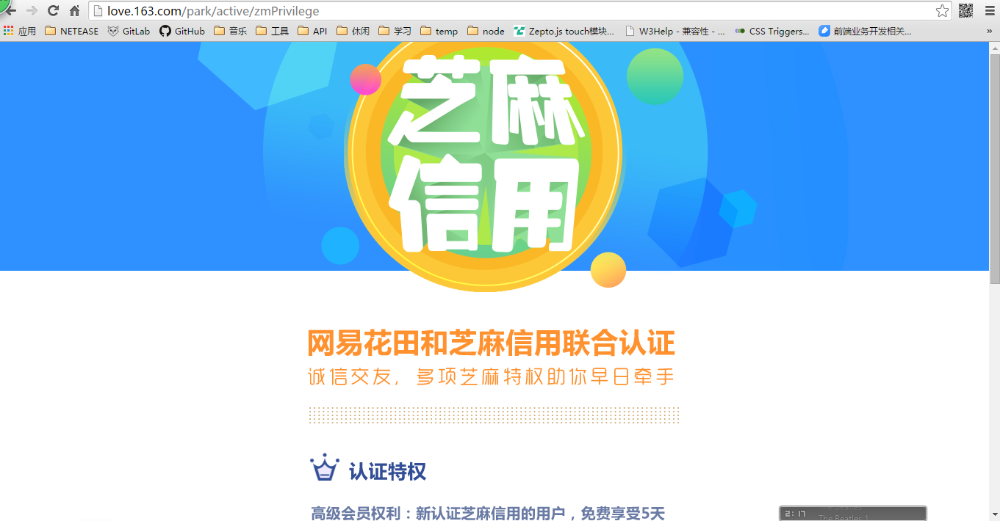 love.163.com/park/active/zmPrivilege
应用 NETEASE GitLab GitHub 音乐 工具 API 休闲 学习 temp node Zepto.js touch模块... W3Help - 兼容性 - ... CSS Triggers... 前端业务开发相关... »
芝麻
信用
网易花田和芝麻信用联合认证
诚信交友，多项芝麻特权助你早日牵手
认证特权
高级会员权利：新认证芝麻信用的用户，免费享受5天
2:17
The Beatles
The Beatles 1